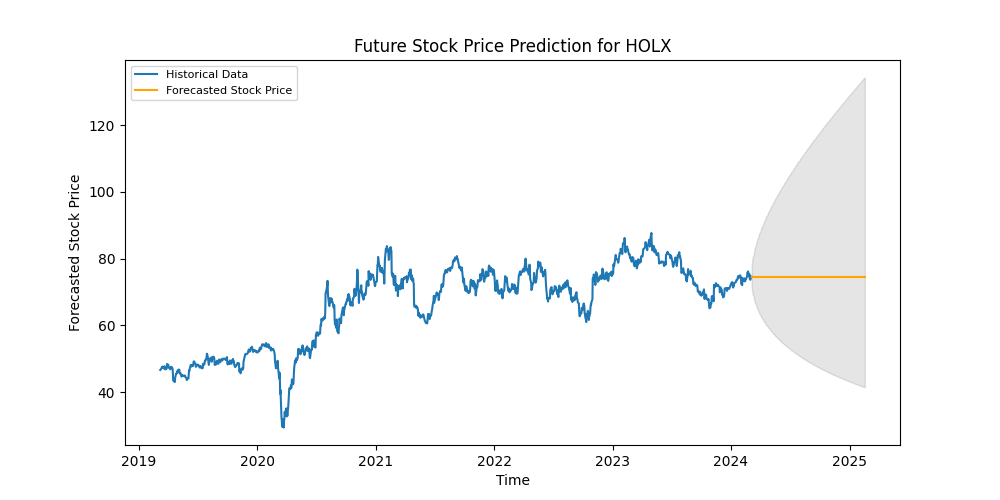 Future Stock Price Prediction for HOLX
Historical Data
Forecasted Stock Price
Forecasted Stock Price
120
100
80
60
40
2019
2020
2021
2022
2023
2024
2025
Time